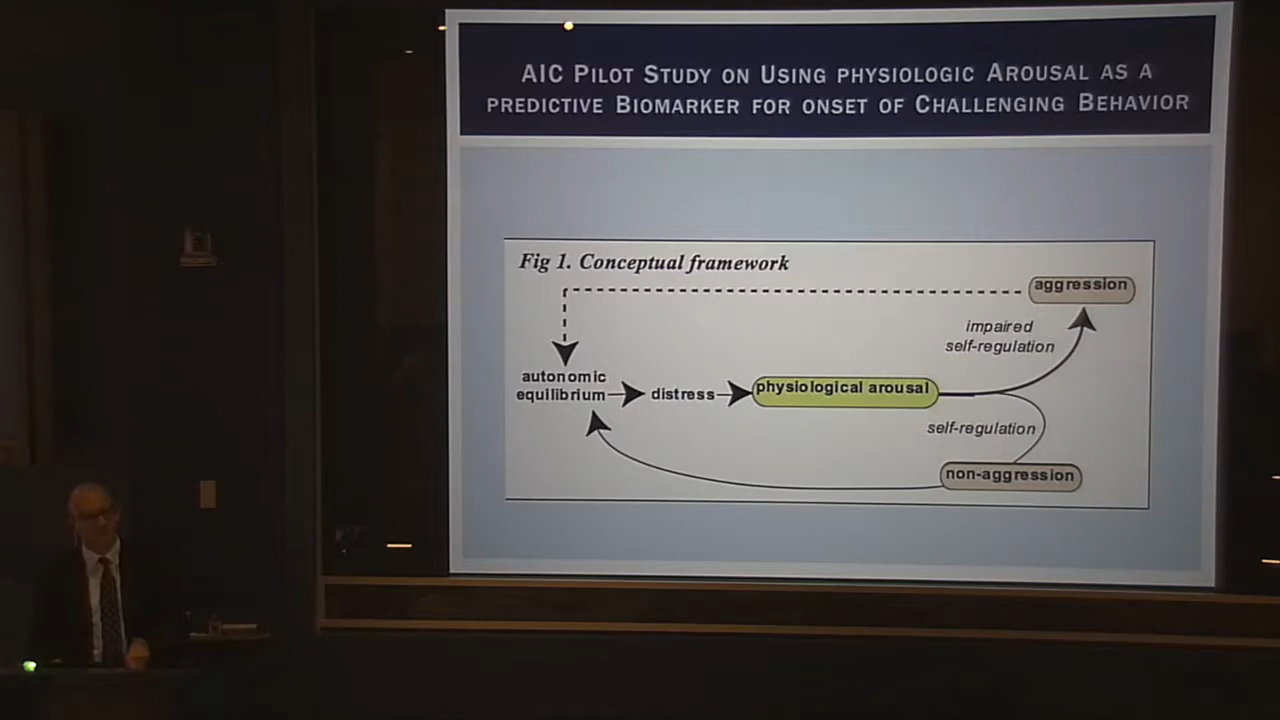 AIC PILOT STUDY ON USING PHYSIOLOGIC AROUSAL AS A
PREDICTIVE BIOMARKER FOR ONSET OF CHALLENGING BEHAVIOR
Fig 1. Conceptual framework
aggression
impaired
self-regulation
autonomic
equilibrium
distress
physiological arousal
self-regulation
non-aggression